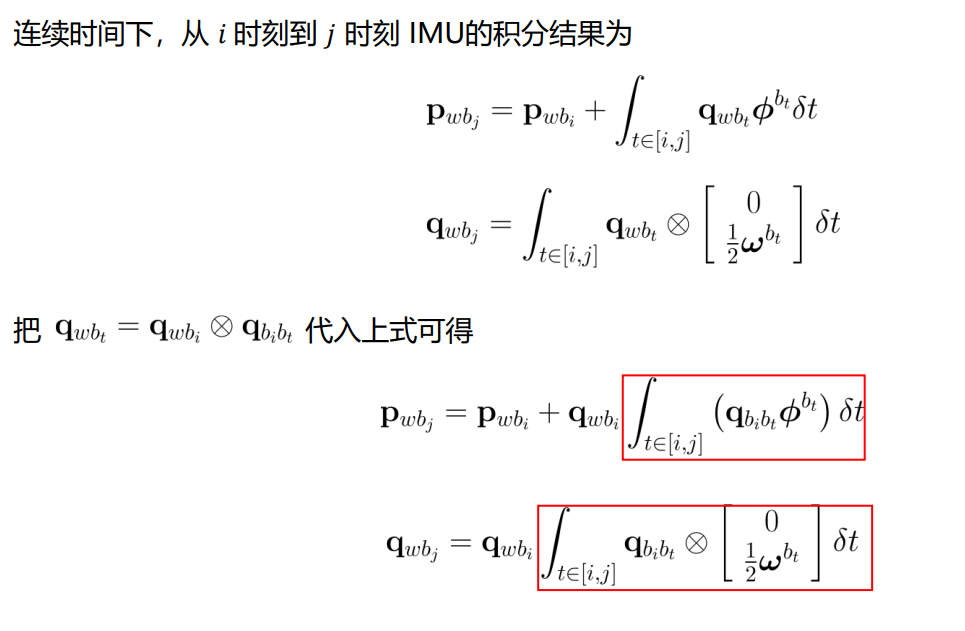 连续时间下，从 i 时刻到 j 时刻 IMU的积分结果为
$\mathbf{p}_{wb_j} = \mathbf{p}_{wb_i} + \int_{t\in[i,j]} \mathbf{q}_{wb_t} \boldsymbol{\phi}^{b_t} \delta t$
$\mathbf{q}_{wb_j} = \int_{t\in[i,j]} \mathbf{q}_{wb_t} \otimes \begin{bmatrix} 0 \\ \frac{1}{2}\boldsymbol{\omega}^{b_t} \end{bmatrix} \delta t$
把 $\mathbf{q}_{wb_t} = \mathbf{q}_{wb_i} \otimes \mathbf{q}_{b_ib_t}$ 代入上式可得
$\mathbf{p}_{wb_j} = \mathbf{p}_{wb_i} + \mathbf{q}_{wb_i} \int_{t\in[i,j]} \left(\mathbf{q}_{b_ib_t} \boldsymbol{\phi}^{b_t}\right) \delta t$
$\mathbf{q}_{wb_j} = \mathbf{q}_{wb_i} \int_{t\in[i,j]} \mathbf{q}_{b_ib_t} \otimes \begin{bmatrix} 0 \\ \frac{1}{2}\boldsymbol{\omega}^{b_t} \end{bmatrix} \delta t$